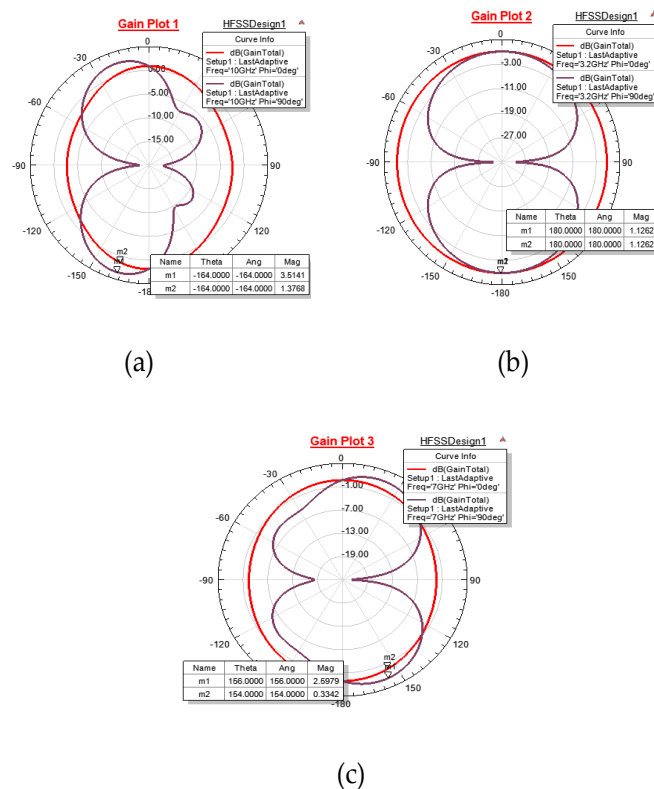 Gain Plot 1
HFSSDesign1
Curve Info
dB(GainTotal)
Setup1 : LastAdaptive
Freq='10GHz' Phi='0deg'
dB(GainTotal)
Setup1 : LastAdaptive
Freq='10GHz' Phi='90deg'
0
-30
-60
-90
-120
-150
-180
90
0.00
-5.00
-10.00
-15.00
m2
Name Theta Ang Mag
m1 -164.0000 -164.0000 3.5141
m2 -164.0000 -164.0000 1.3768
(a)
Gain Plot 2
HFSSDesign1
Curve Info
dB(GainTotal)
Setup1 : LastAdaptive
Freq='3.2GHz' Phi='0deg'
dB(GainTotal)
Setup1 : LastAdaptive
Freq='3.2GHz' Phi='90deg'
0
-30
-60
-90
-120
-150
-180
90
-3.00
-11.00
-19.00
-27.00
m2
Name Theta Ang Mag
m1 180.0000 180.0000 1.1262
m2 180.0000 180.0000 1.1262
(b)
Gain Plot 3
HFSSDesign1
Curve Info
dB(GainTotal)
Setup1 : LastAdaptive
Freq='7GHz' Phi='0deg'
dB(GainTotal)
Setup1 : LastAdaptive
Freq='7GHz' Phi='90deg'
0
-30
-60
-90
90
120
150
-180
-1.00
-7.00
-13.00
-19.00
m2
Name Theta Ang Mag
m1 156.0000 156.0000 2.5979
m2 154.0000 154.0000 0.3342
(c)